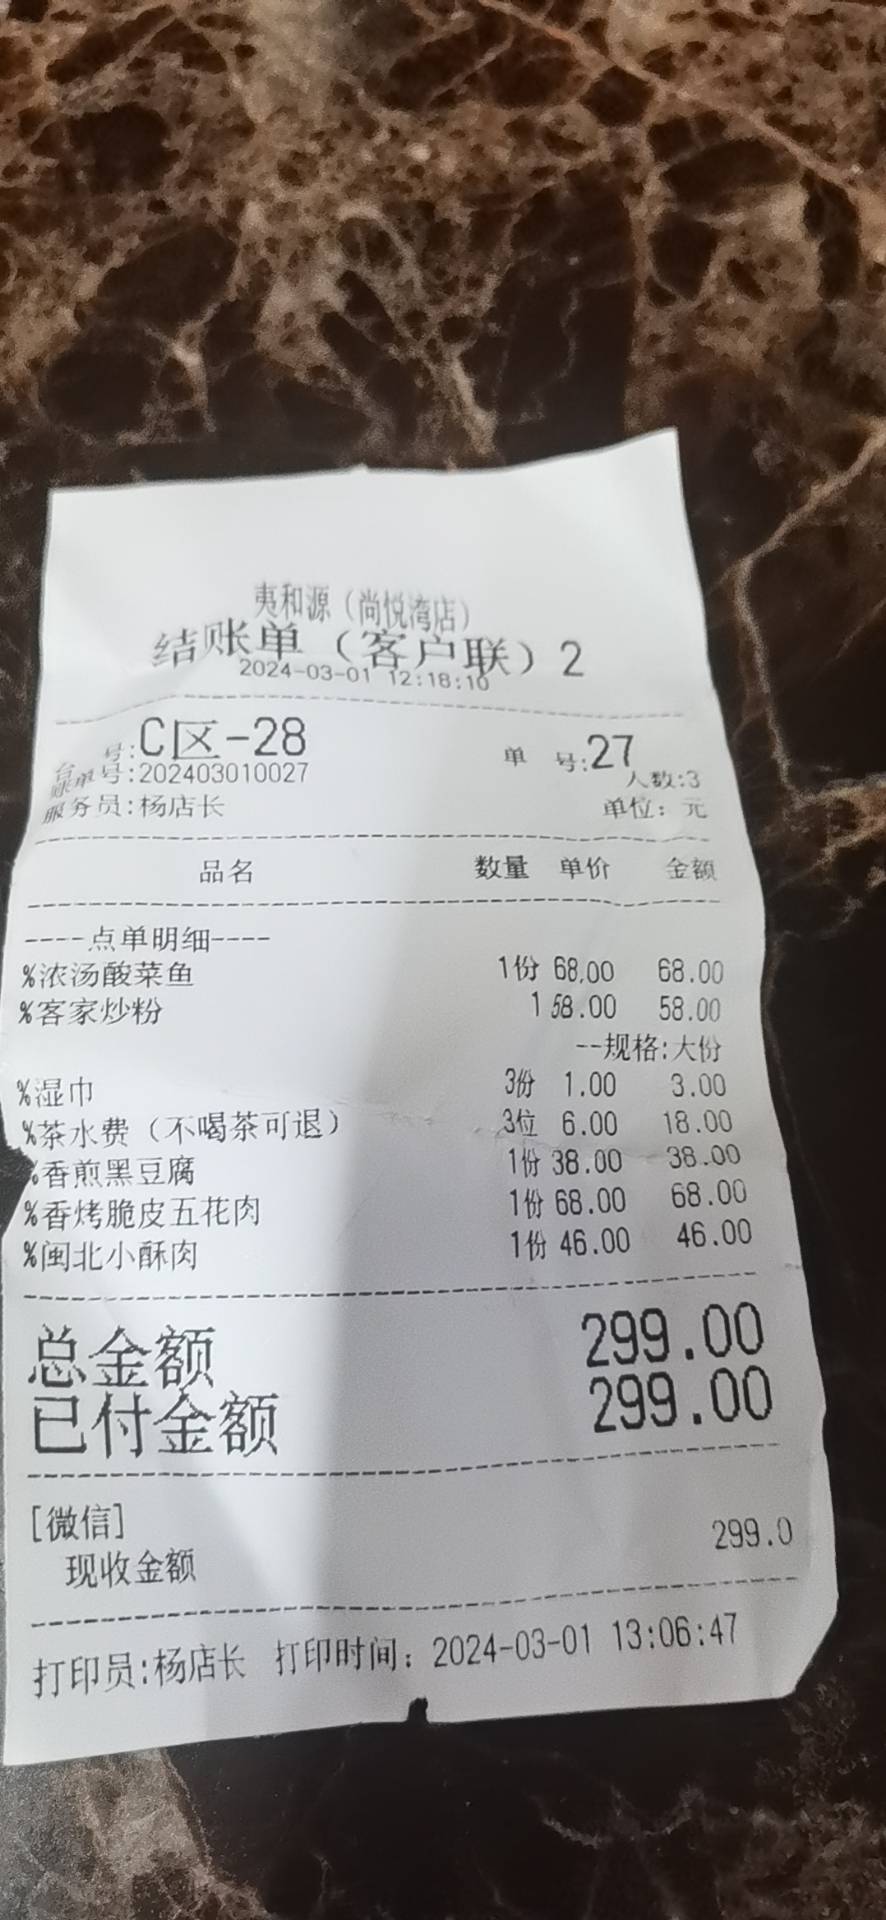 夷和源（尚悦湾店）
结账单（客户联）2
2024-03-01 12:18:10
台 号:C区-28 单 号:27
账单号:202403010027 人数:3
服务员:杨店长 单位: 元
品名 数量 单价 金额
----点单明细----
%浓汤酸菜鱼 1份 68.00 68.00
%客家炒粉 1 58.00 58.00
--规格:大份
%湿巾 3份 1.00 3.00
%茶水费（不喝茶可退） 3位 6.00 18.00
%香煎黑豆腐 1份 38.00 38.00
%香烤脆皮五花肉 1份 68.00 68.00
%闽北小酥肉 1份 46.00 46.00
总金额 299.00
已付金额 299.00
[微信]
现收金额 299.0
打印员:杨店长 打印时间: 2024-03-01 13:06:47